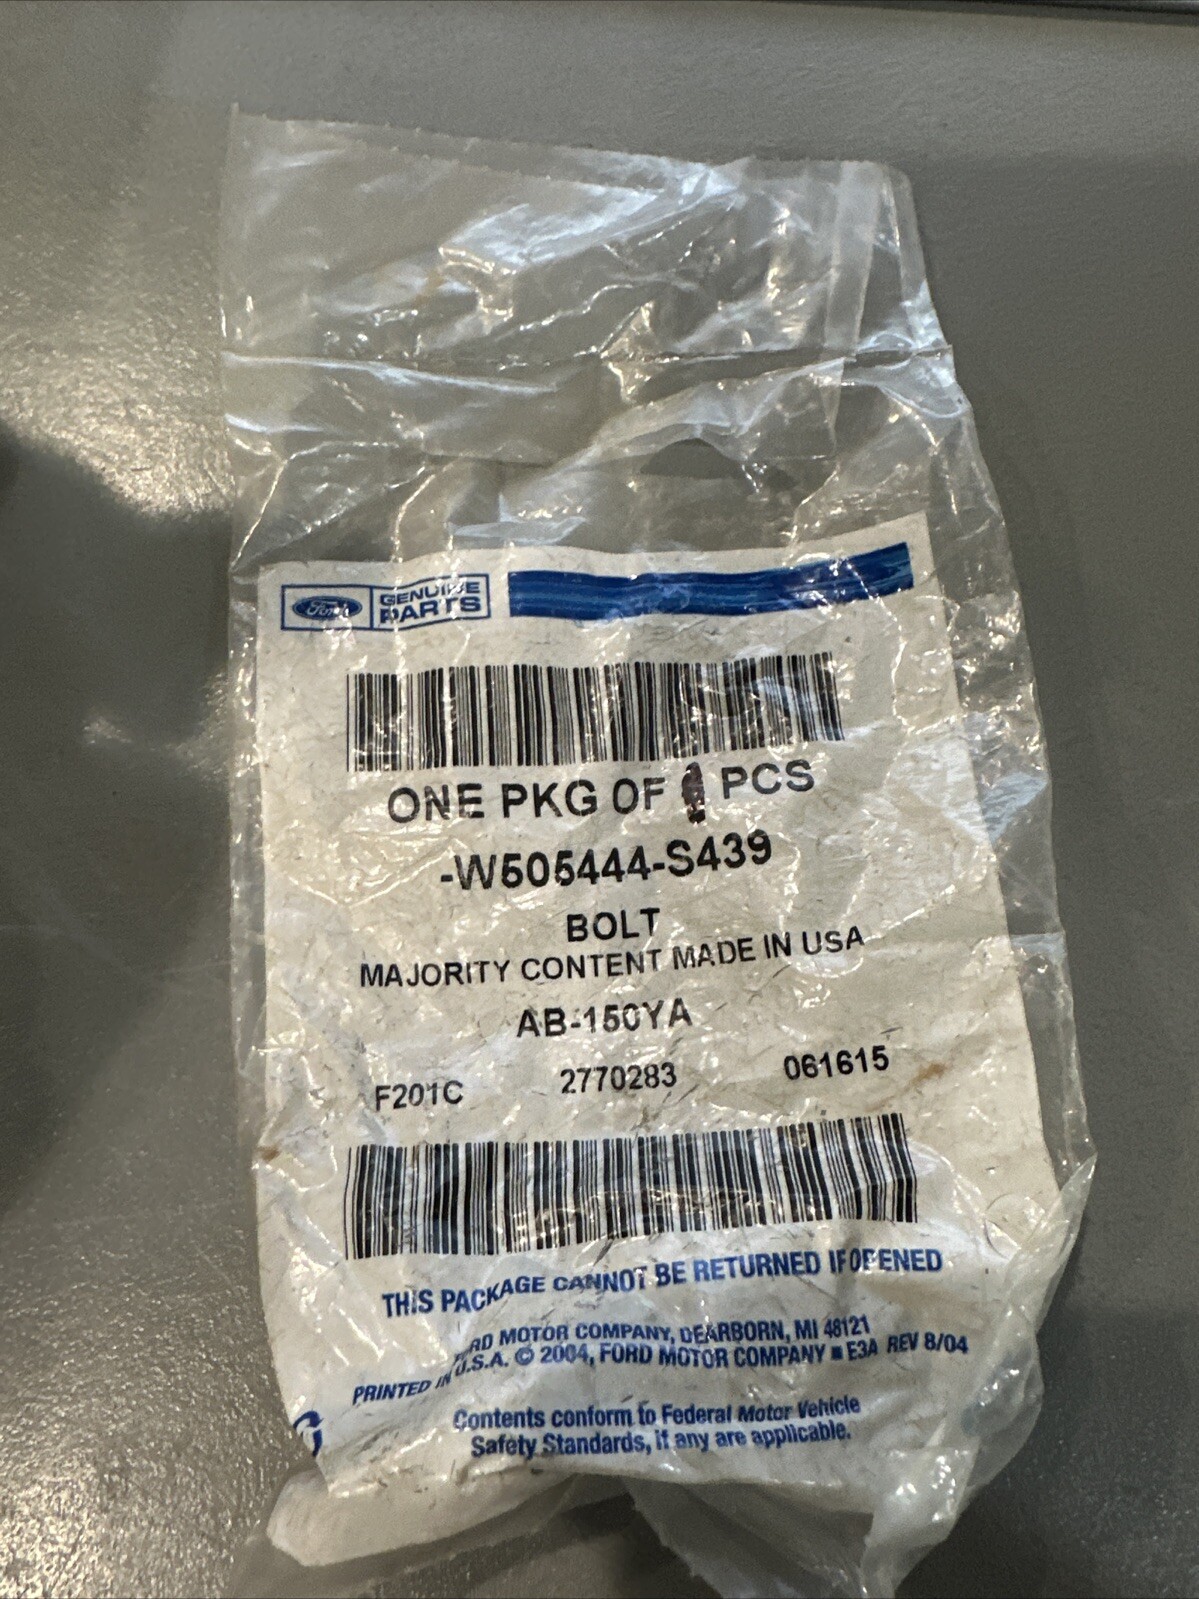 Ford GENUINE
PARTS
ONE PKG OF PCS
-W505444-S439
BOLT
MAJORITY CONTENT MADE IN USA
AB-150YA
F201C 2770283 061615
THIS PACKAGE CANNOT BE RETURNED IF OPENED
FORD MOTOR COMPANY, DEARBORN, MI 48121
PRINTED IN U.S.A. © 2004, FORD MOTOR COMPANY ■ E3A REV 8/04
Contents conform to Federal Motor Vehicle
Safety Standards, if any are applicable.